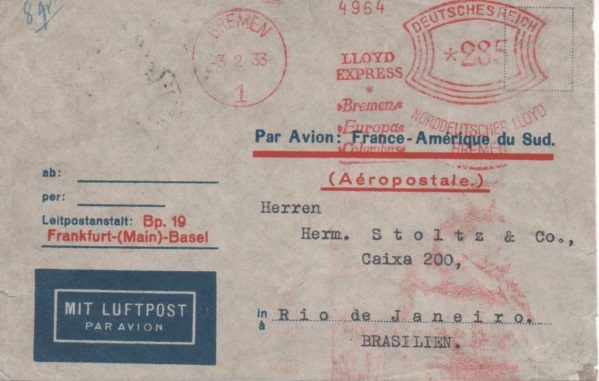 8 gr
BREMEN
-3.2.33
1
4964
DEUTSCHES REICH
*285
LLOYD
EXPRESS
*
»Bremen«
»Europa«
»Columbus«
NORDDEUTSCHER LLOYD
BREMEN
Par Avion: France-Amérique du Sud.
(Aéropostale.)
ab:
per:
Leitpostanstalt: Bp. 19
Frankfurt-(Main)-Basel
MIT LUFTPOST
PAR AVION
Herren
Herm. Stoltz & Co.,
Caixa 200,
in
à
Rio de Janeiro.
BRASILIEN.